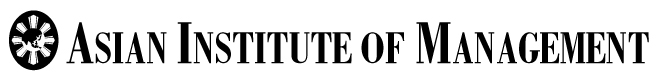 ASIAN INSTITUTE OF MANAGEMENT